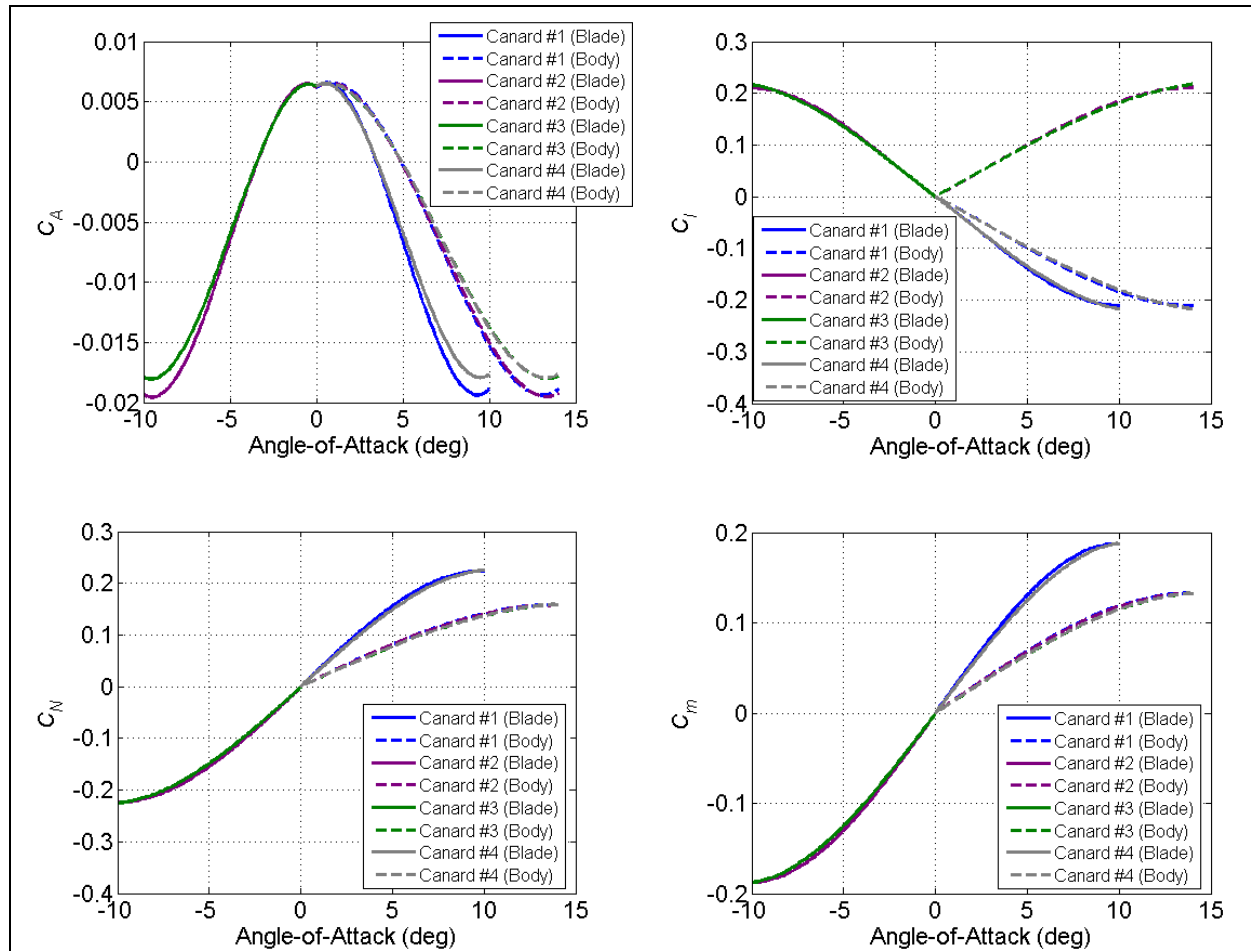 0.01
0.005
0
-0.005
-0.01
-0.015
-0.02
-10
-5
0
5
10
15
C_A
Angle-of-Attack (deg)
Canard #1 (Blade)
Canard #1 (Body)
Canard #2 (Blade)
Canard #2 (Body)
Canard #3 (Blade)
Canard #3 (Body)
Canard #4 (Blade)
Canard #4 (Body)
0.3
0.2
0.1
0
-0.1
-0.2
-0.3
-0.4
-10
-5
0
5
10
15
C_l
Angle-of-Attack (deg)
Canard #1 (Blade)
Canard #1 (Body)
Canard #2 (Blade)
Canard #2 (Body)
Canard #3 (Blade)
Canard #3 (Body)
Canard #4 (Blade)
Canard #4 (Body)
0.3
0.2
0.1
0
-0.1
-0.2
-0.3
-0.4
-10
-5
0
5
10
15
C_N
Angle-of-Attack (deg)
Canard #1 (Blade)
Canard #1 (Body)
Canard #2 (Blade)
Canard #2 (Body)
Canard #3 (Blade)
Canard #3 (Body)
Canard #4 (Blade)
Canard #4 (Body)
0.2
0.1
0
-0.1
-0.2
-10
-5
0
5
10
15
C_m
Angle-of-Attack (deg)
Canard #1 (Blade)
Canard #1 (Body)
Canard #2 (Blade)
Canard #2 (Body)
Canard #3 (Blade)
Canard #3 (Body)
Canard #4 (Blade)
Canard #4 (Body)